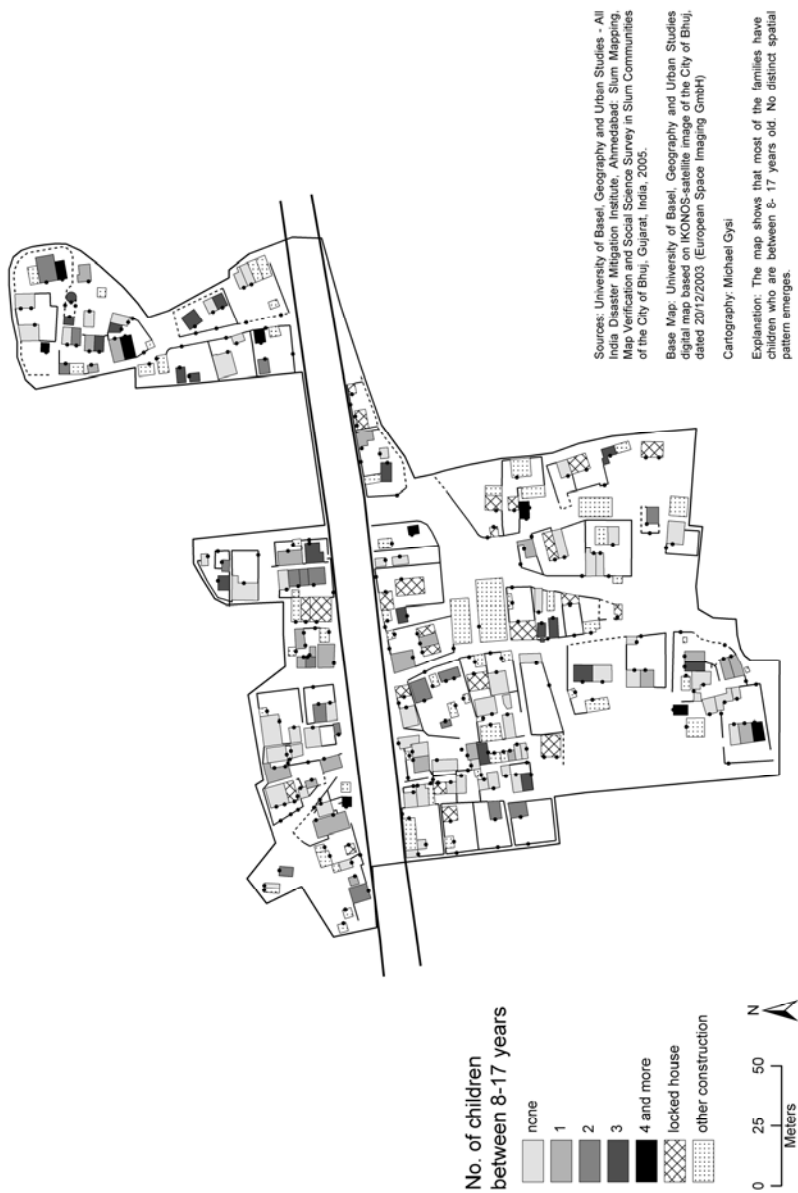 Sources: University of Basel, Geography and Urban Studies - All
India Disaster Mitigation Institute, Ahmedabad: Slum Mapping,
Map Verification and Social Science Survey in Slum Communities
of the City of Bhuj, Gujarat, India, 2005.
Base Map: University of Basel, Geography and Urban Studies
digital map based on IKONOS-satellite image of the City of Bhuj,
dated 20/12/2003 (European Space Imaging GmbH)
Cartography: Michael Gysi
Explanation: The map shows that most of the families have
children who are between 8- 17 years old. No distinct spatial
pattern emerges.
No. of children
between 8-17 years
none
1
2
3
4 and more
locked house
other construction
0 25 50
Meters
N